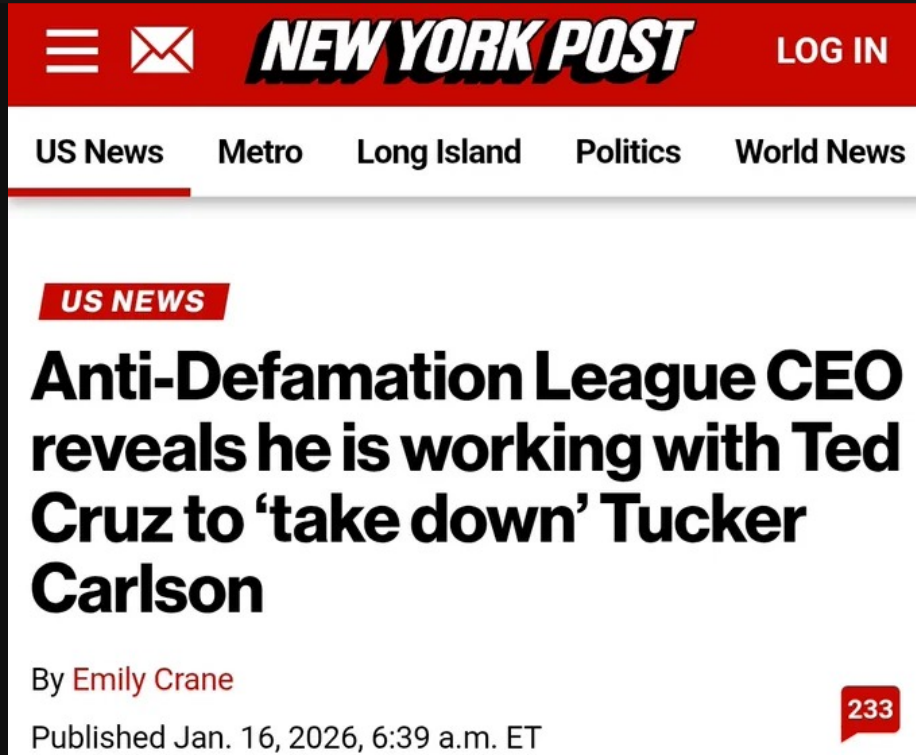 NEW YORK POST
LOG IN
US News Metro Long Island Politics World News
US NEWS
Anti-Defamation League CEO
reveals he is working with Ted
Cruz to ‘take down’ Tucker
Carlson
By Emily Crane
233
Published Jan. 16, 2026, 6:39 a.m. ET